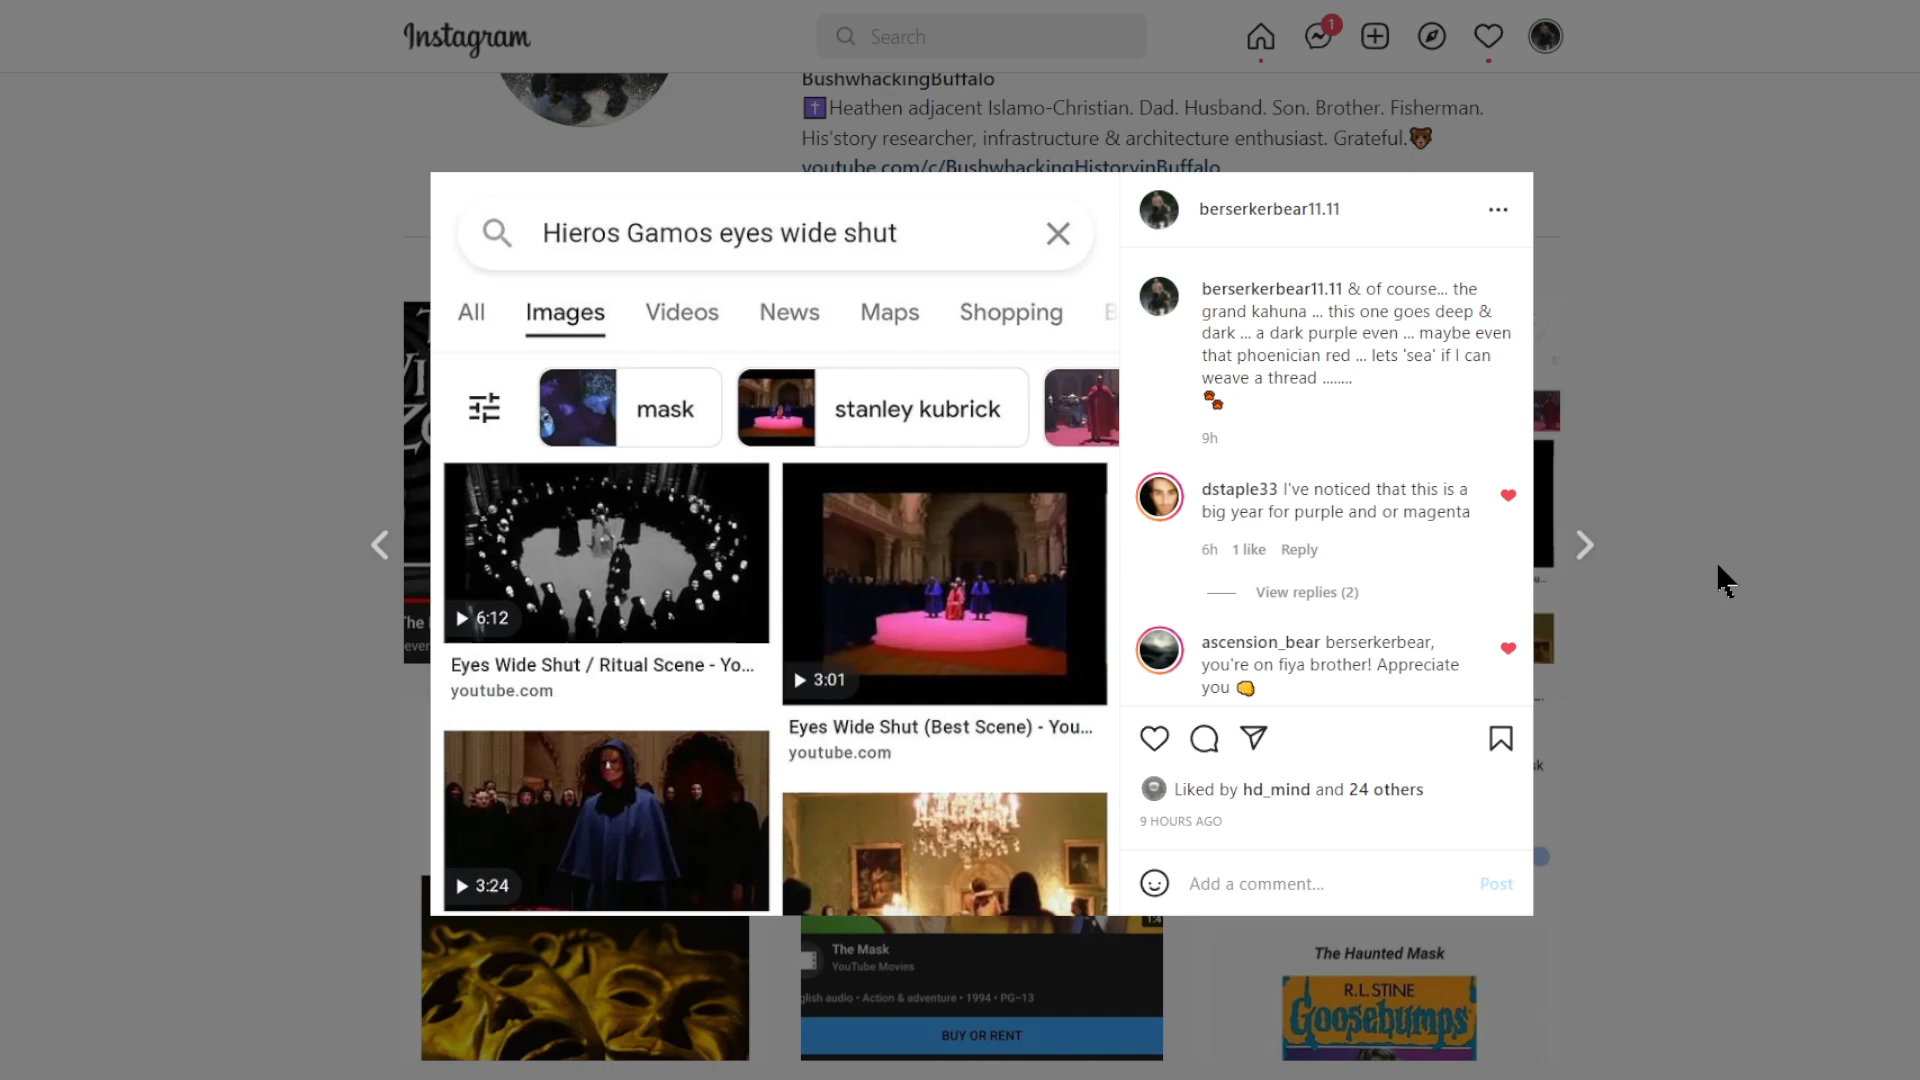 Instagram
Search
1
BushwhackingBuffalo
Heathen adjacent Islamo-Christian. Dad. Husband. Son. Brother. Fisherman.
His'story researcher, infrastructure & architecture enthusiast. Grateful.
youtube.com/c/BushwhackingHistoryinBuffalo
Hieros Gamos eyes wide shut
All Images Videos News Maps Shopping
mask
stanley kubrick
6:12
Eyes Wide Shut / Ritual Scene - Yo...
youtube.com
3:01
Eyes Wide Shut (Best Scene) - You...
youtube.com
3:24
berserkerbear11.11
berserkerbear11.11 & of course... the
grand kahuna ... this one goes deep &
dark ... a dark purple even ... maybe even
that phoenician red ... lets 'sea' if I can
weave a thread ........
9h
dstaple33 I've noticed that this is a
big year for purple and or magenta
6h 1 like Reply
View replies (2)
ascension_bear berserkerbear,
you're on fiya brother! Appreciate
you
Liked by hd_mind and 24 others
9 HOURS AGO
Add a comment...
Post
The Mask
YouTube Movies
glish audio • Action & adventure • 1994 • PG-13
BUY OR RENT
The Haunted Mask
R.L. STINE
Goosebumps